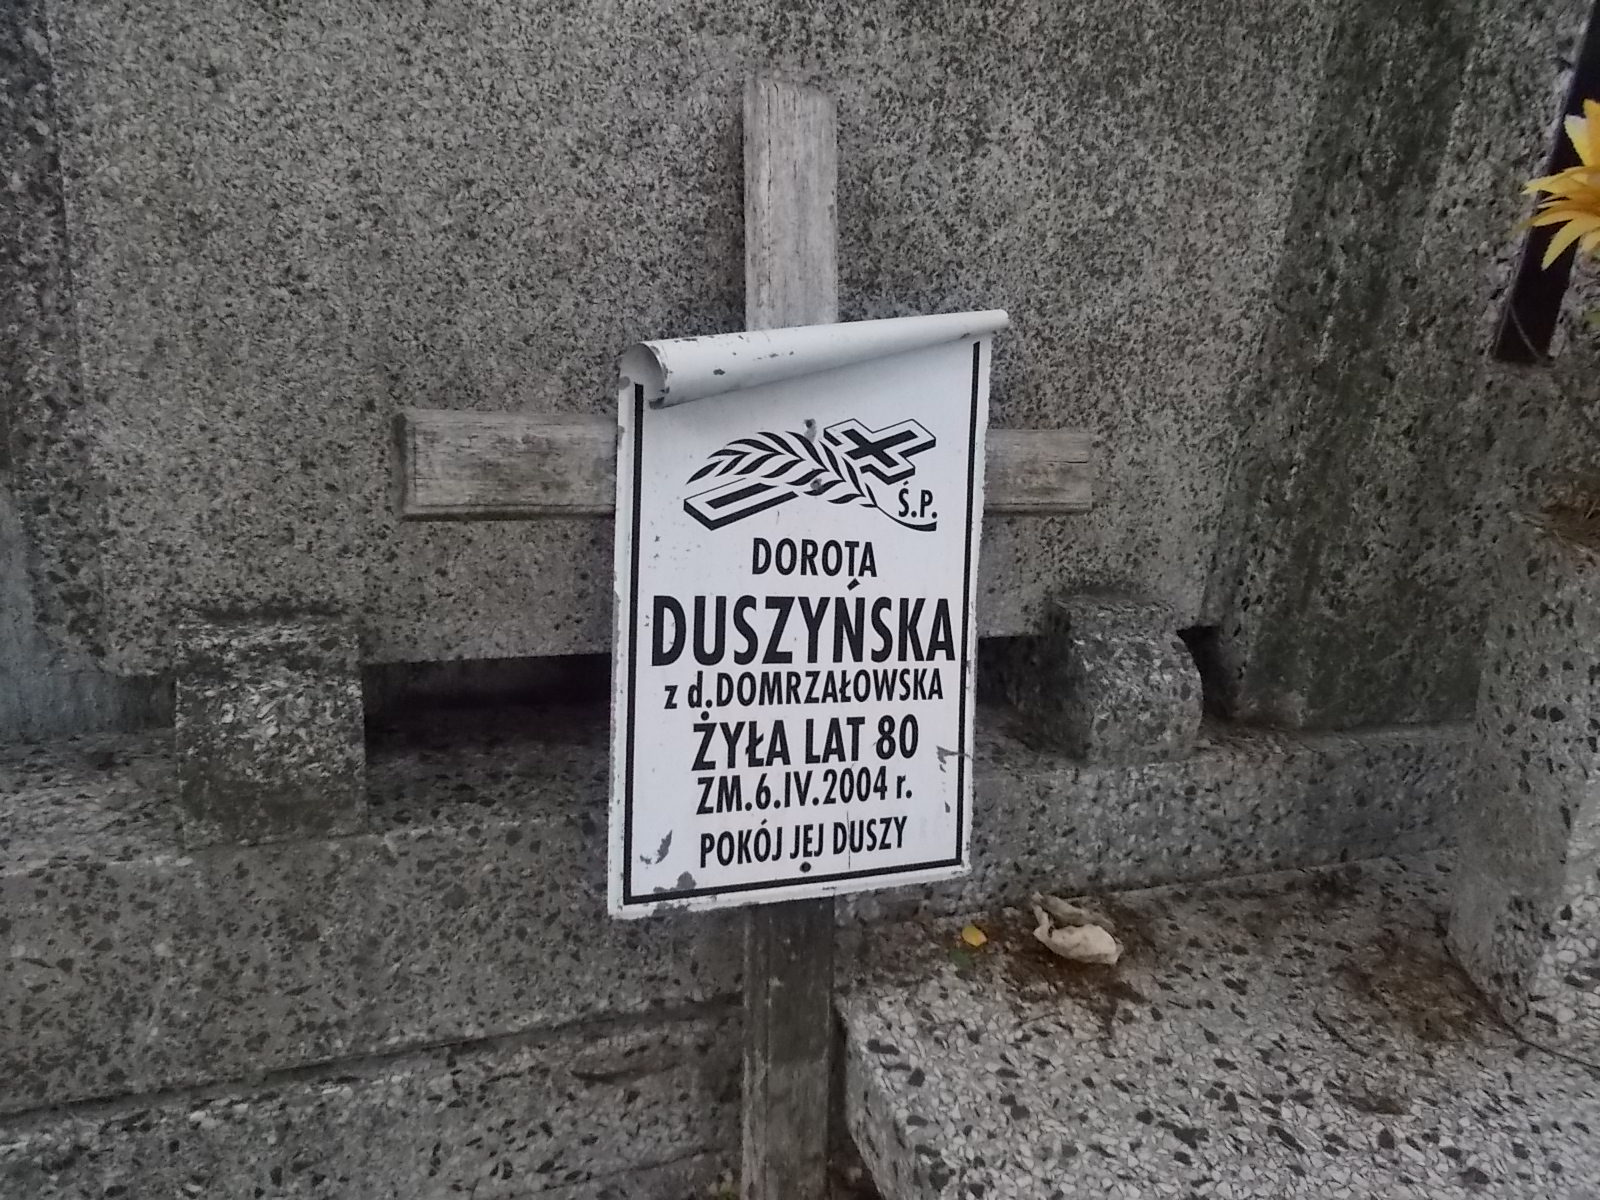 Ś.P.
DOROTA
DUSZYŃSKA
z d.DOMRZAŁOWSKA
ŻYŁA LAT 80
ZM.6.IV.2004 r.
POKÓJ JEJ DUSZY